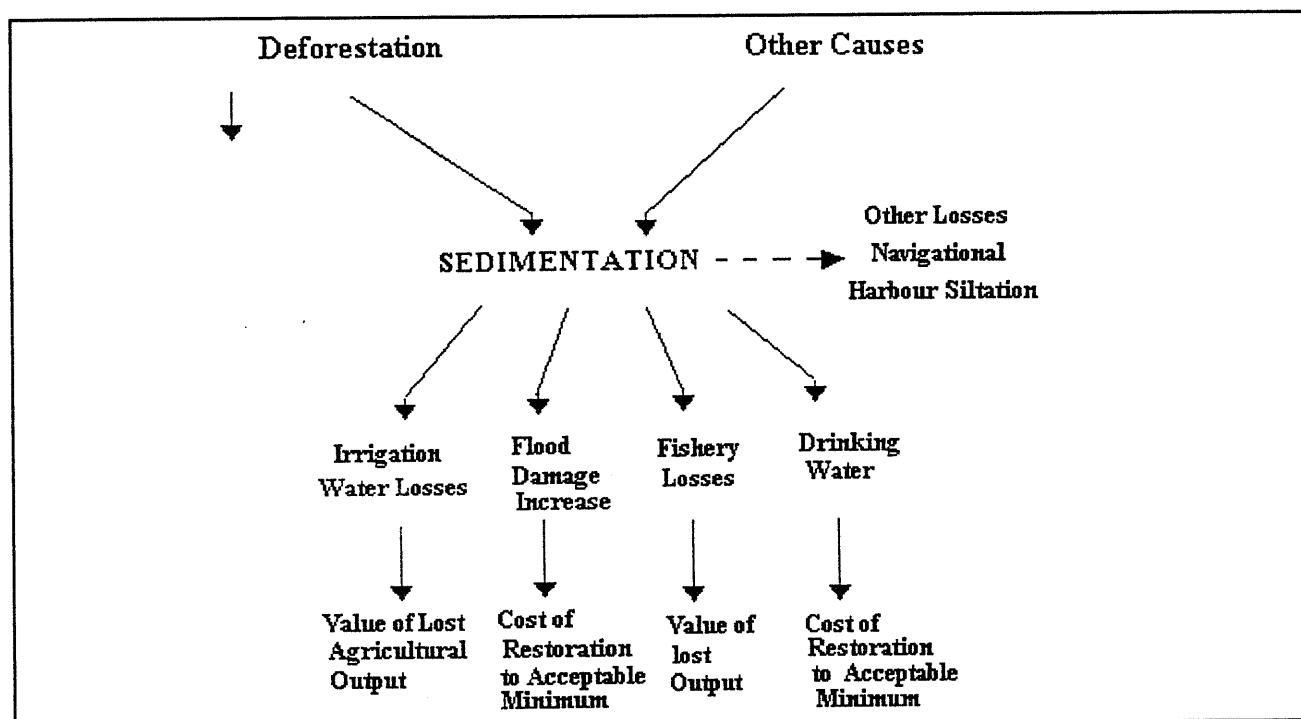 Deforestation
Other Causes
SEDIMENTATION
Other Losses
Navigational
Harbour Siltation
Irrigation
Water Losses
Flood
Damage
Increase
Fishery
Losses
Drinking
Water
Value of Lost
Agricultural
Output
Cost of
Restoration
to Acceptable
Minimum
Value of
lost
Output
Cost of
Restoration
to Acceptable
Minimum